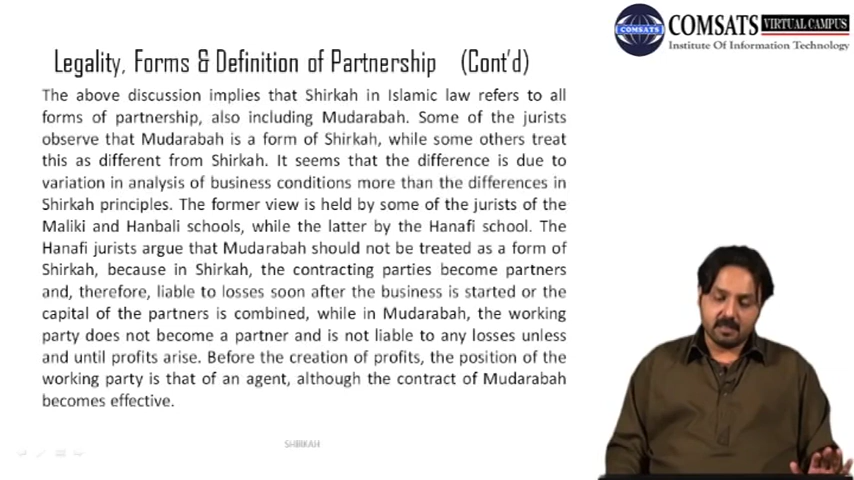 COMSATS VIRTUAL CAMPUS
COMSATS
Institute Of Information Technology
Legality, Forms & Definition of Partnership (Cont'd)
The above discussion implies that Shirkah in Islamic law refers to all
forms of partnership, also including Mudarabah. Some of the jurists
observe that Mudarabah is a form of Shirkah, while some others treat
this as different from Shirkah. It seems that the difference is due to
variation in analysis of business conditions more than the differences in
Shirkah principles. The former view is held by some of the jurists of the
Maliki and Hanbali schools, while the latter by the Hanafi school. The
Hanafi jurists argue that Mudarabah should not be treated as a form of
Shirkah, because in Shirkah, the contracting parties become partners
and, therefore, liable to losses soon after the business is started or the
capital of the partners is combined, while in Mudarabah, the working
party does not become a partner and is not liable to any losses unless
and until profits arise. Before the creation of profits, the position of the
working party is that of an agent, although the contract of Mudarabah
becomes effective.
SHIRKAH